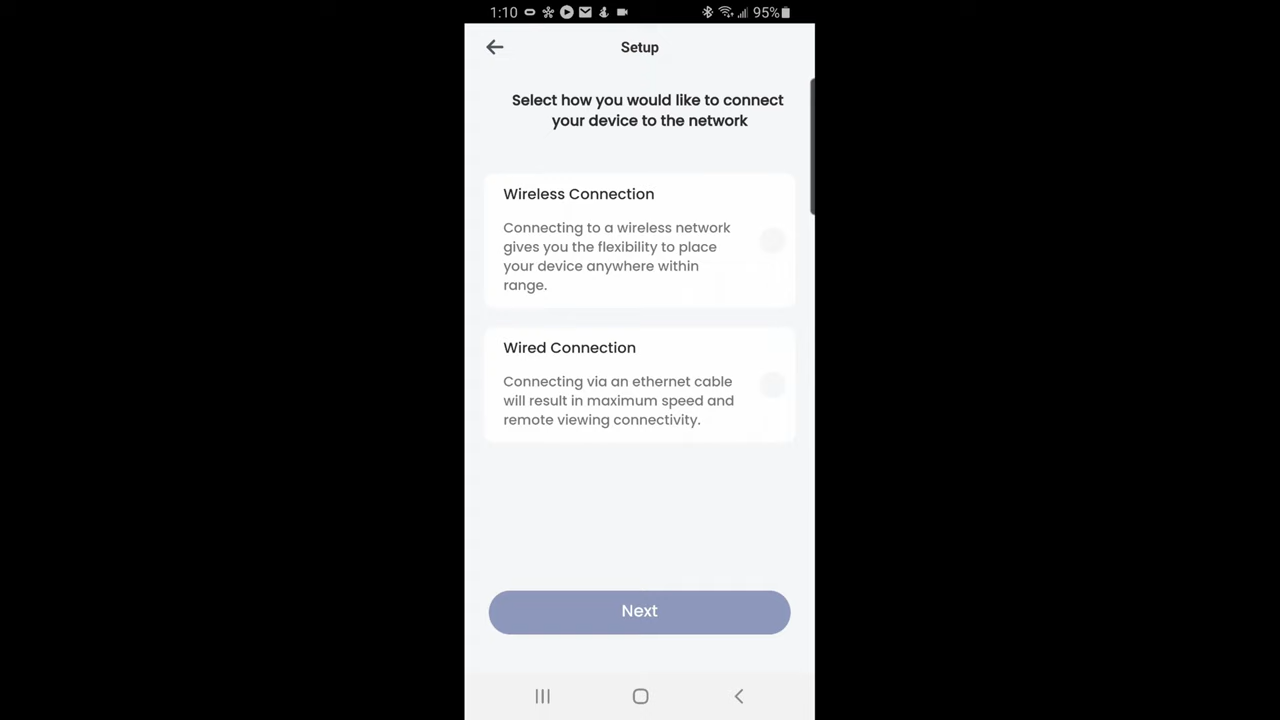 1:10 95%
Setup
Select how you would like to connect
your device to the network
Wireless Connection
Connecting to a wireless network
gives you the flexibility to place
your device anywhere within
range.
Wired Connection
Connecting via an ethernet cable
will result in maximum speed and
remote viewing connectivity.
Next